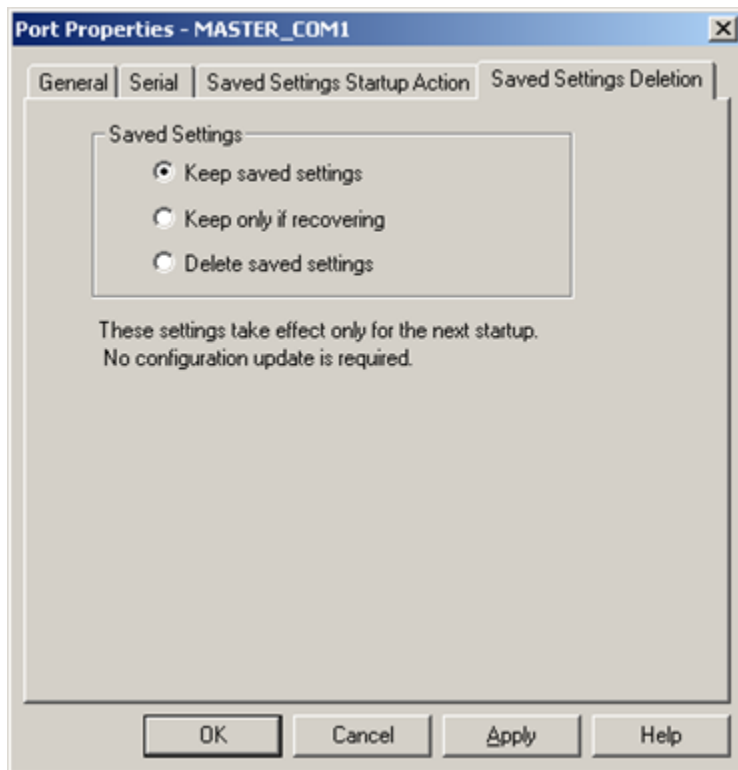 Port Properties - MASTER_COM1
General Serial Saved Settings Startup Action Saved Settings Deletion
Saved Settings
Keep saved settings
Keep only if recovering
Delete saved settings
These settings take effect only for the next startup.
No configuration update is required.
OK Cancel Apply Help